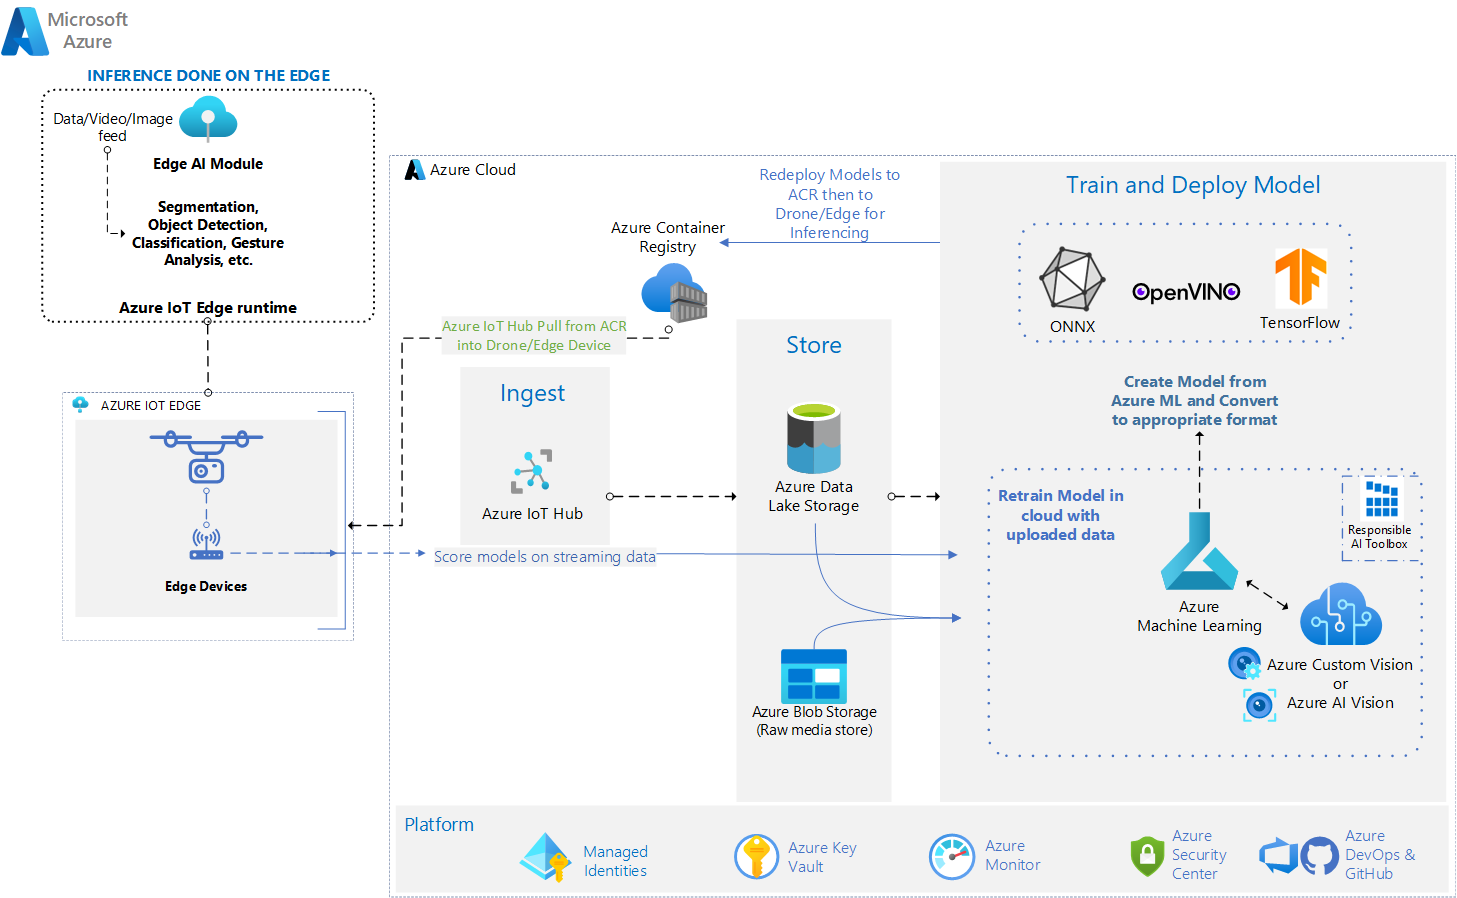 Microsoft
Azure
INFERENCE DONE ON THE EDGE
Data/Video/Image
feed
Edge AI Module
Segmentation,
Object Detection,
Classification, Gesture
Analysis, etc.
Azure IoT Edge runtime
AZURE IOT EDGE
Edge Devices
Azure Cloud
Redeploy Models to
ACR then to
Drone/Edge for
Inferencing
Azure Container
Registry
Azure IoT Hub Pull from ACR
into Drone/Edge Device
Ingest
Azure IoT Hub
Score models on streaming data
Store
Azure Data
Lake Storage
Azure Blob Storage
(Raw media store)
Train and Deploy Model
ONNX
OpenVINO
TensorFlow
Create Model from
Azure ML and Convert
to appropriate format
Retrain Model in
cloud with
uploaded data
Responsible
AI Toolbox
Azure
Machine Learning
Azure Custom Vision
or
Azure AI Vision
Platform
Managed
Identities
Azure Key
Vault
Azure
Monitor
Azure
Security
Center
Azure
DevOps &
GitHub